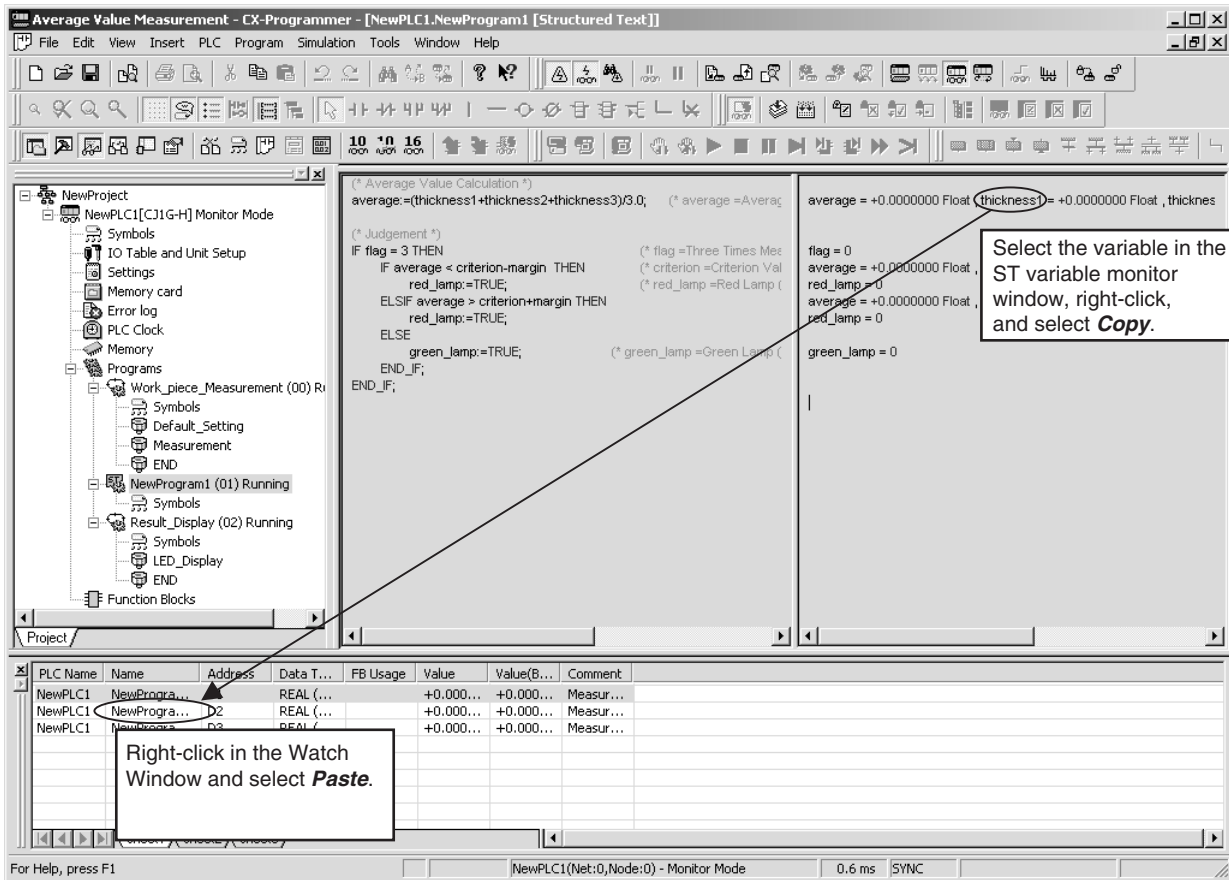 Average Value Measurement - CX-Programmer - [NewPLC1.NewProgram1 [Structured Text]]
File Edit View Insert PLC Program Simulation Tools Window Help
10 10 16
NewProject
NewPLC1[CJ1G-H] Monitor Mode
Symbols
IO Table and Unit Setup
Settings
Memory card
Error log
PLC Clock
Memory
Programs
Work_piece_Measurement (00) Ru
Symbols
Default_Setting
Measurement
END
NewProgram1 (01) Running
Symbols
Result_Display (02) Running
Symbols
LED_Display
END
Function Blocks
Project
(* Average Value Calculation *)
average:=(thickness1+thickness2+thickness3)/3.0; (* average =Averag
(* Judgement *)
IF flag = 3 THEN (* flag =Three Times Mea
IF average < criterion-margin THEN (* criterion =Criterion Val
red_lamp:=TRUE; (* red_lamp =Red Lamp (
ELSIF average > criterion+margin THEN
red_lamp:=TRUE;
ELSE
green_lamp:=TRUE; (* green_lamp =Green Lamp (
END_IF;
END_IF;
average = +0.0000000 Float , thickness1 = +0.0000000 Float , thicknes
flag = 0
average = +0.0000000 Float ,
red_lamp = 0
average = +0.0000000 Float ,
red_lamp = 0
green_lamp = 0
Select the variable in the
ST variable monitor
window, right-click,
and select Copy.
PLC Name Name Address Data T... FB Usage Value Value(B... Comment
NewPLC1 NewProgra... REAL (... +0.000... +0.000... Measur...
NewPLC1 NewProgra... D2 REAL (... +0.000... +0.000... Measur...
NewPLC1 NewProgra... D3 REAL (... +0.000... +0.000... Measur...
Right-click in the Watch
Window and select Paste.
For Help, press F1 NewPLC1(Net:0,Node:0) - Monitor Mode 0.6 ms SYNC